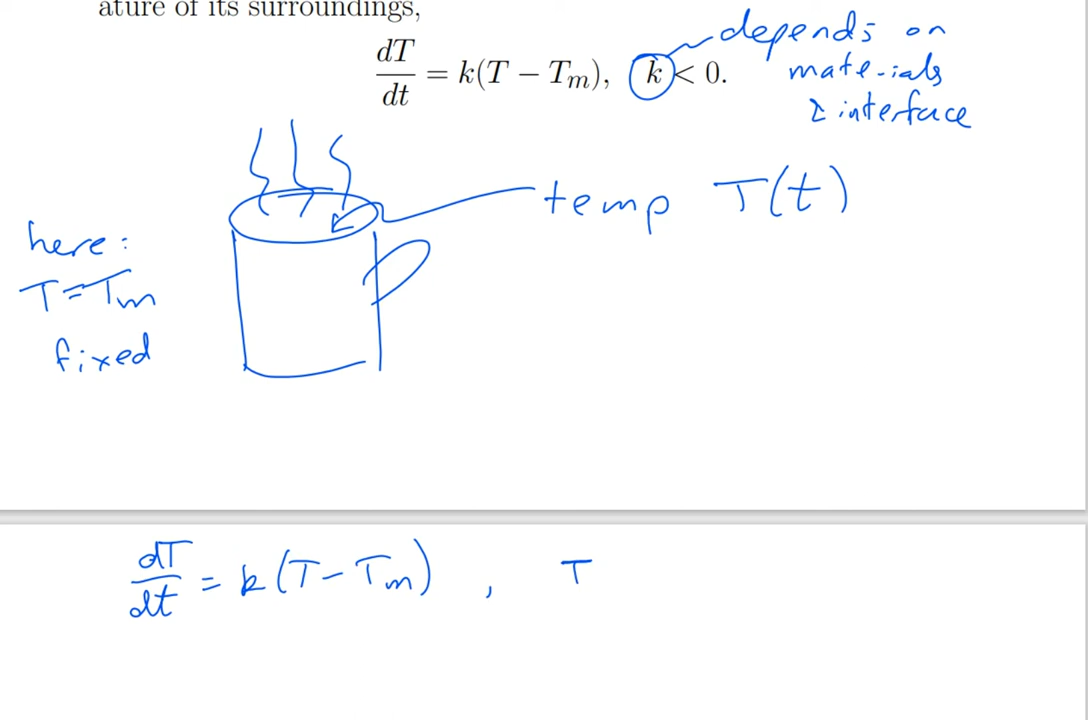 ature of its surroundings,
dT/dt = k(T − Tm), k < 0.
depends on
materials
& interface
temp T(t)
here:
T = Tm
fixed
dT/dt = k(T − Tm) , T